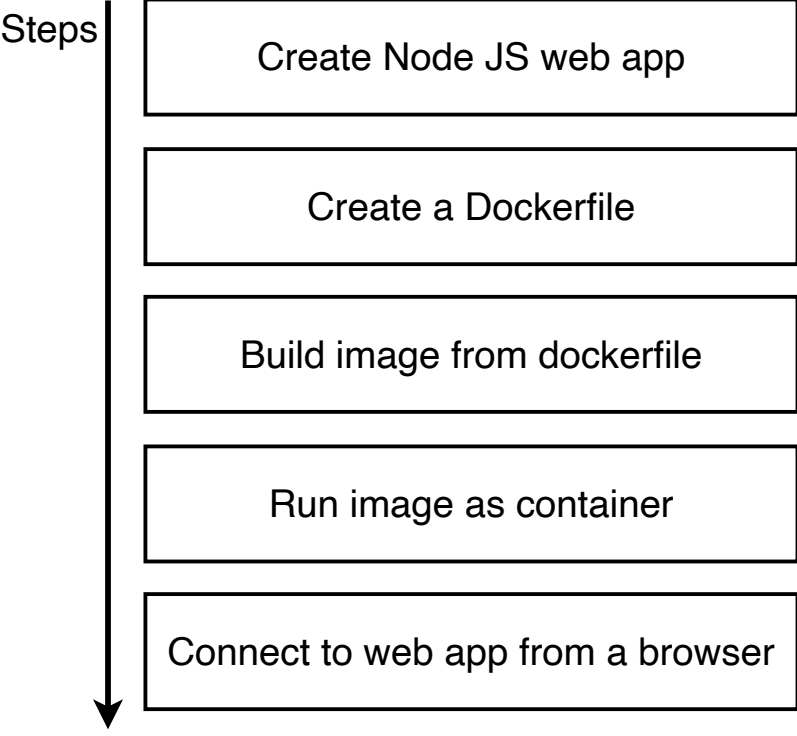 Steps
Create Node JS web app
Create a Dockerfile
Build image from dockerfile
Run image as container
Connect to web app from a browser